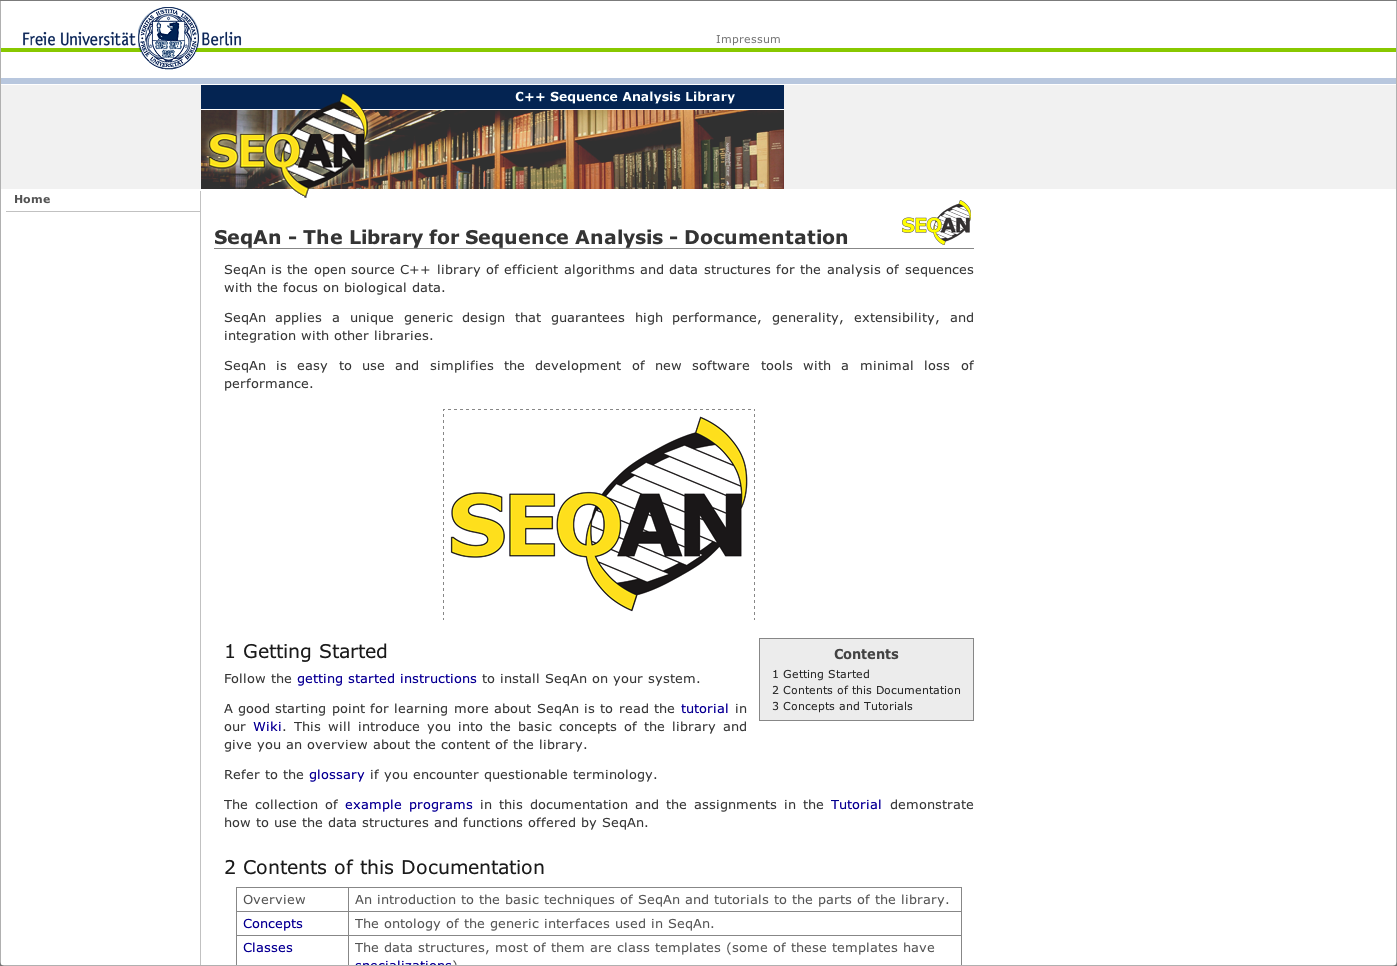 Freie Universität Berlin
Impressum
C++ Sequence Analysis Library
SEQAN
Home
SEQAN
SeqAn - The Library for Sequence Analysis - Documentation
SeqAn is the open source C++ library of efficient algorithms and data structures for the analysis of sequences
with the focus on biological data.
SeqAn applies a unique generic design that guarantees high performance, generality, extensibility, and
integration with other libraries.
SeqAn is easy to use and simplifies the development of new software tools with a minimal loss of
performance.
SEQAN
1 Getting Started
Follow the getting started instructions to install SeqAn on your system.
A good starting point for learning more about SeqAn is to read the tutorial in
our Wiki. This will introduce you into the basic concepts of the library and
give you an overview about the content of the library.
Contents
1 Getting Started
2 Contents of this Documentation
3 Concepts and Tutorials
Refer to the glossary if you encounter questionable terminology.
The collection of example programs in this documentation and the assignments in the Tutorial demonstrate
how to use the data structures and functions offered by SeqAn.
2 Contents of this Documentation
Overview An introduction to the basic techniques of SeqAn and tutorials to the parts of the library.
Concepts The ontology of the generic interfaces used in SeqAn.
Classes The data structures, most of them are class templates (some of these templates have
specializations)